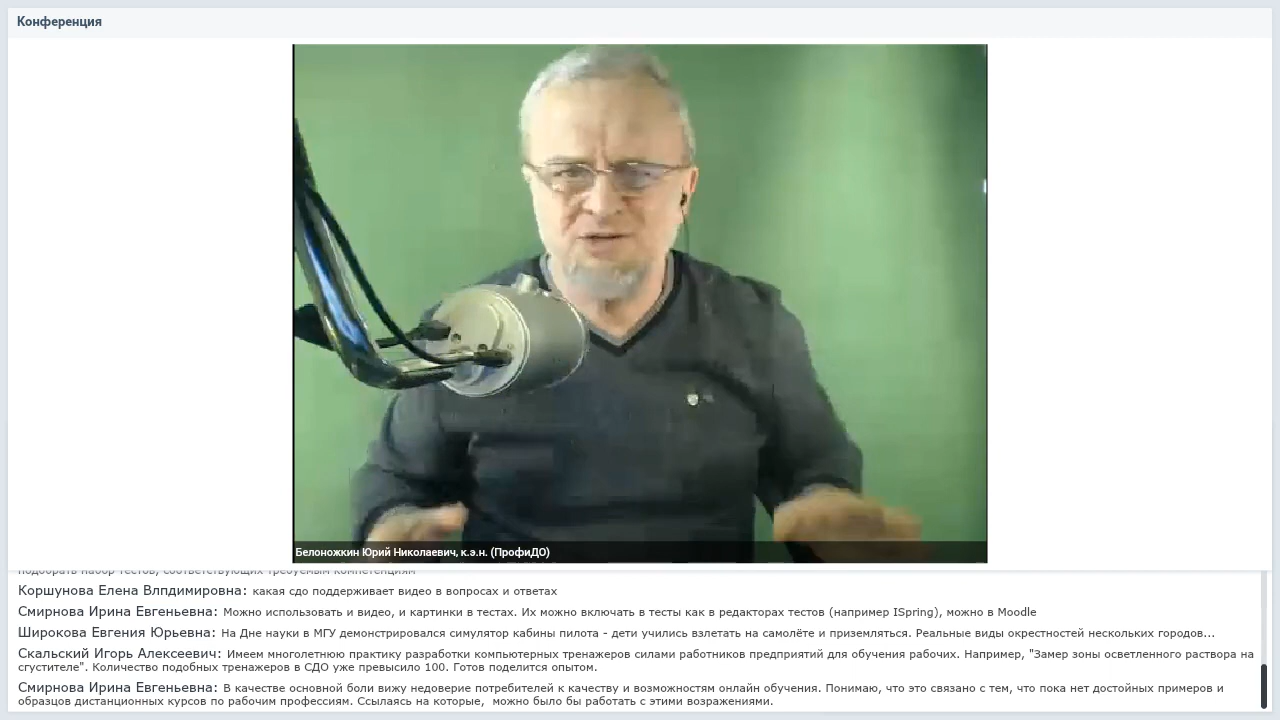 Конференция
Белоножкин Юрий Николаевич, к.э.н. (ПрофиДО)
подобрать набор тестов, соответствующих требуемым компетенциям
Коршунова Елена Влпдимировна: какая сдо поддерживает видео в вопросах и ответах
Смирнова Ирина Евгеньевна: Можно использовать и видео, и картинки в тестах. Их можно включать в тесты как в редакторах тестов (например ISpring), можно в Moodle
Широкова Евгения Юрьевна: На Дне науки в МГУ демонстрировался симулятор кабины пилота - дети учились взлетать на самолёте и приземляться. Реальные виды окрестностей нескольких городов...
Скальский Игорь Алексеевич: Имеем многолетнюю практику разработки компьютерных тренажеров силами работников предприятий для обучения рабочих. Например, "Замер зоны осветленного раствора на
сгустителе". Количество подобных тренажеров в СДО уже превысило 100. Готов поделится опытом.
Смирнова Ирина Евгеньевна: В качестве основной боли вижу недоверие потребителей к качеству и возможностям онлайн обучения. Понимаю, что это связано с тем, что пока нет достойных примеров и
образцов дистанционных курсов по рабочим профессиям. Ссылаясь на которые, можно было бы работать с этими возражениями.